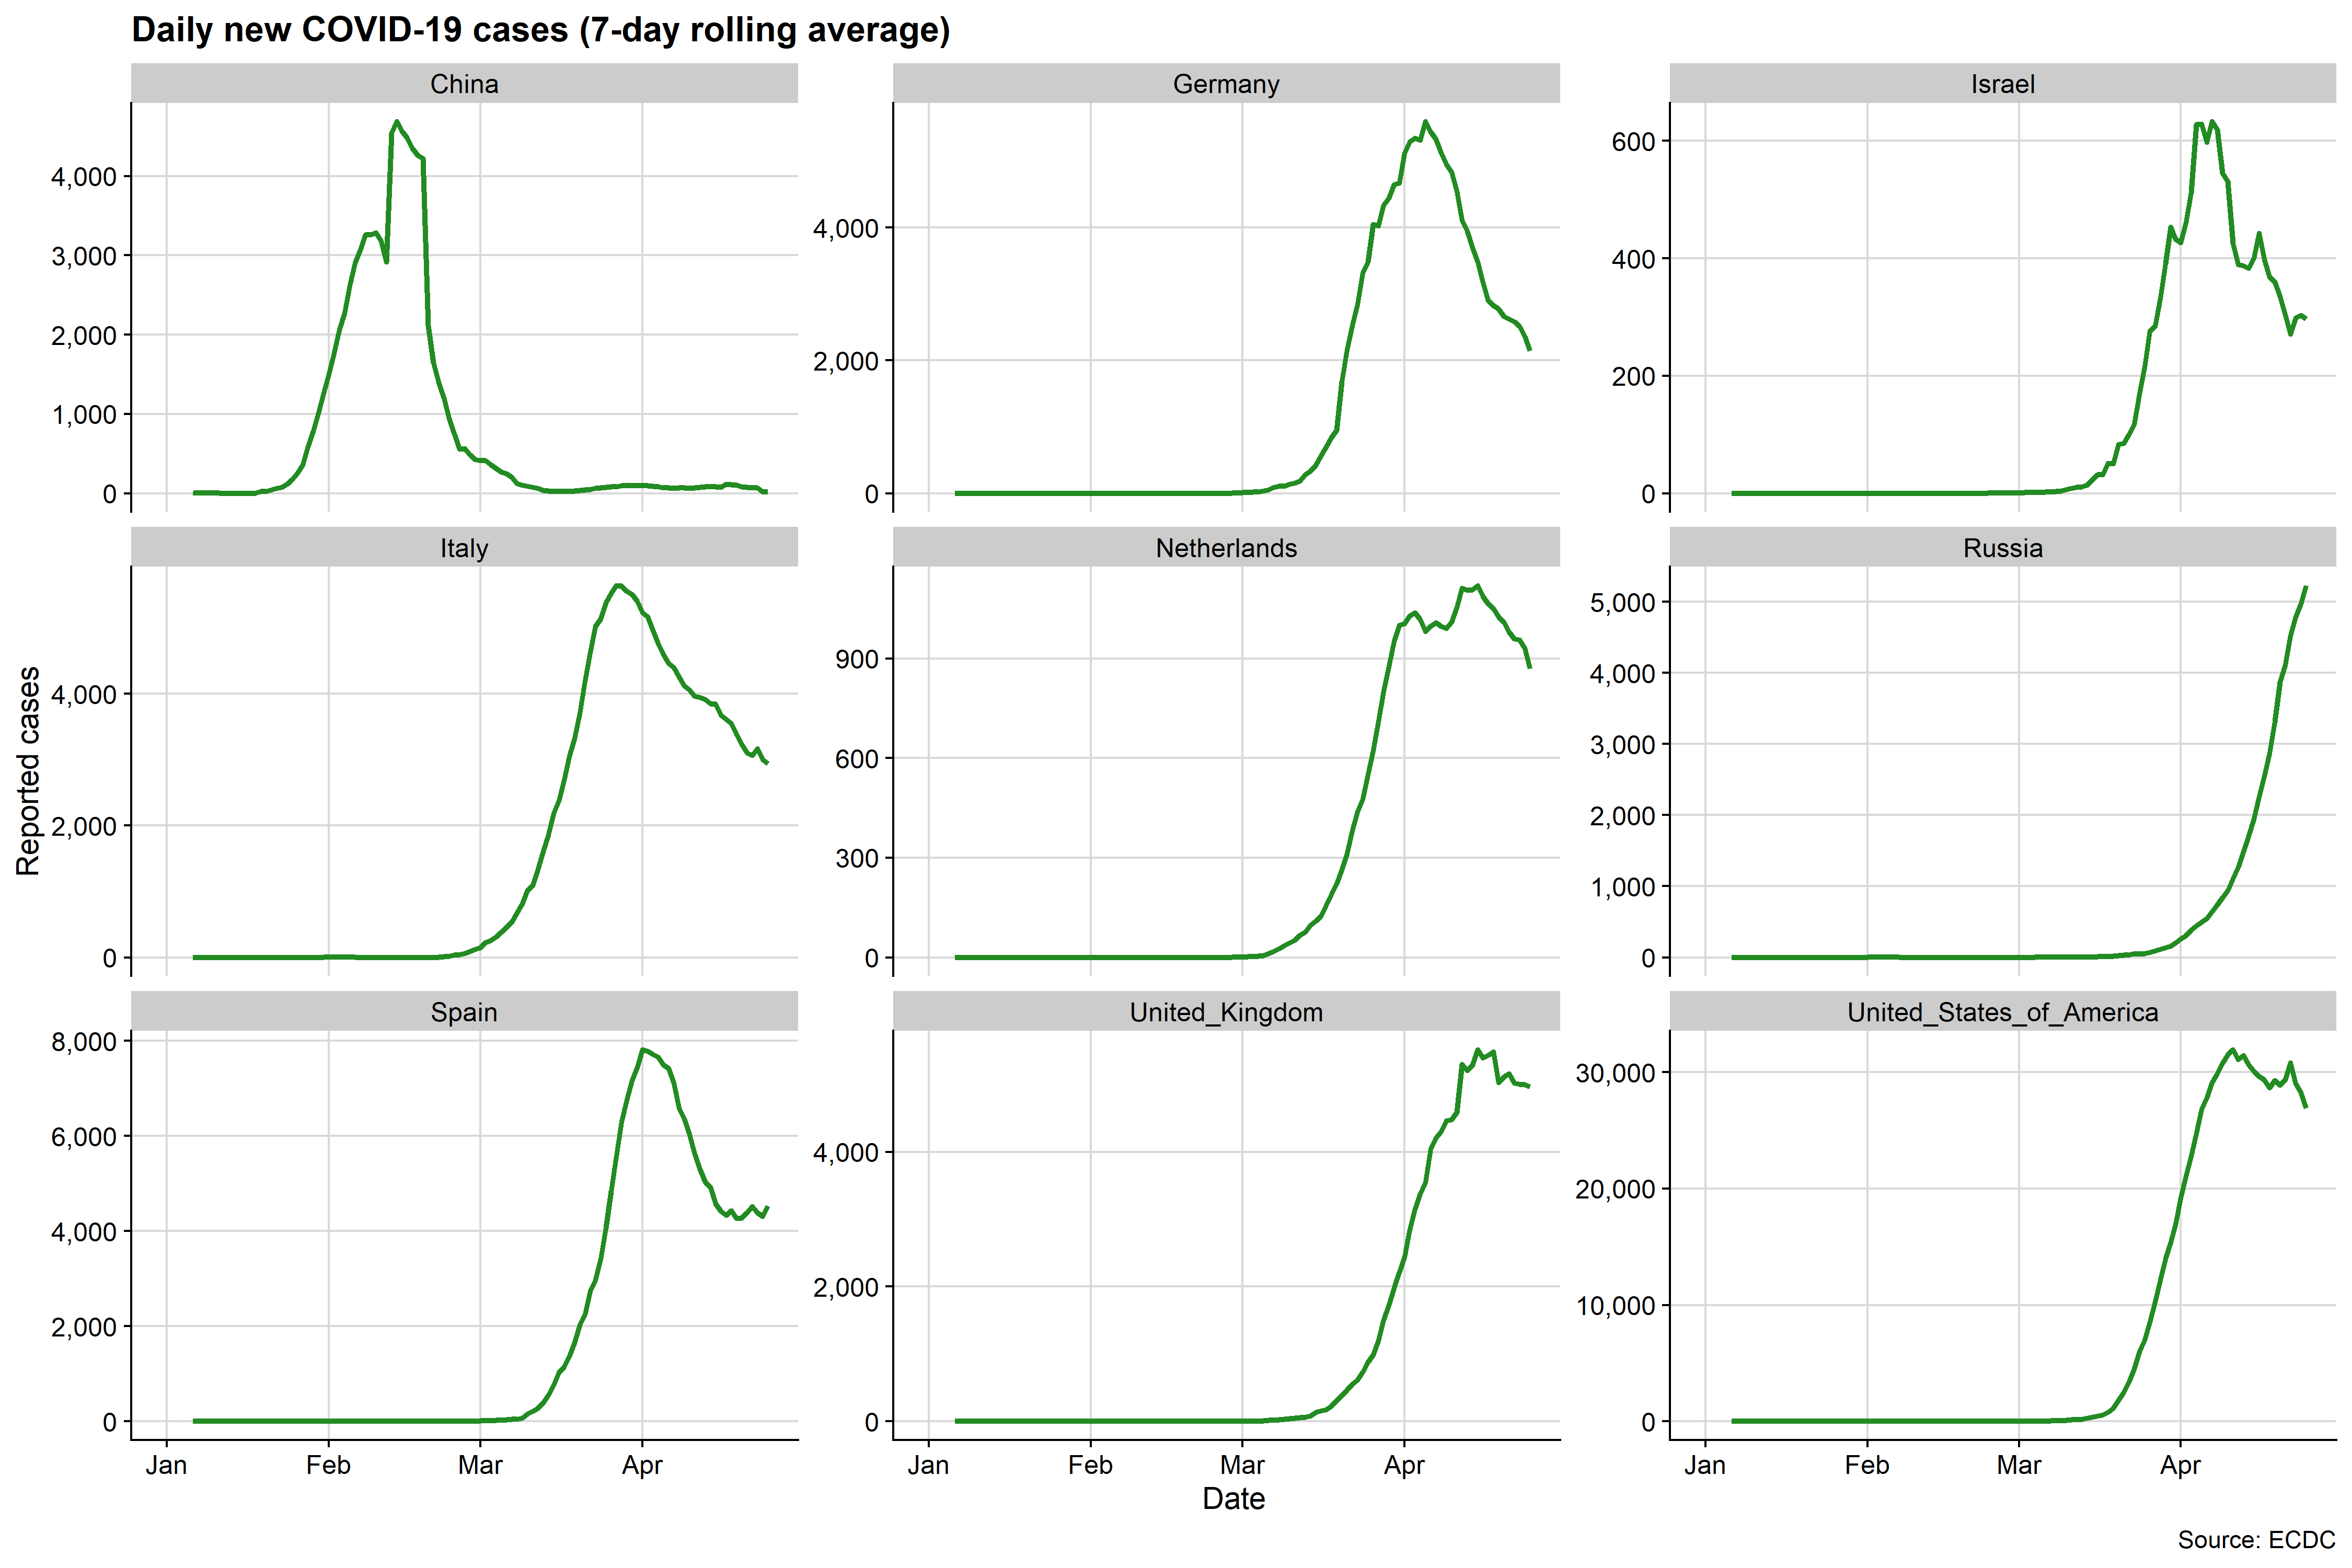 Daily new COVID-19 cases (7-day rolling average)
China
Germany
Israel
4,000
3,000
2,000
1,000
0
4,000
2,000
0
600
400
200
0
Italy
Netherlands
Russia
Reported cases
4,000
2,000
0
900
600
300
0
5,000
4,000
3,000
2,000
1,000
0
Spain
United_Kingdom
United_States_of_America
8,000
6,000
4,000
2,000
0
4,000
2,000
0
30,000
20,000
10,000
0
Jan Feb Mar Apr
Jan Feb Mar Apr
Jan Feb Mar Apr
Date
Source: ECDC